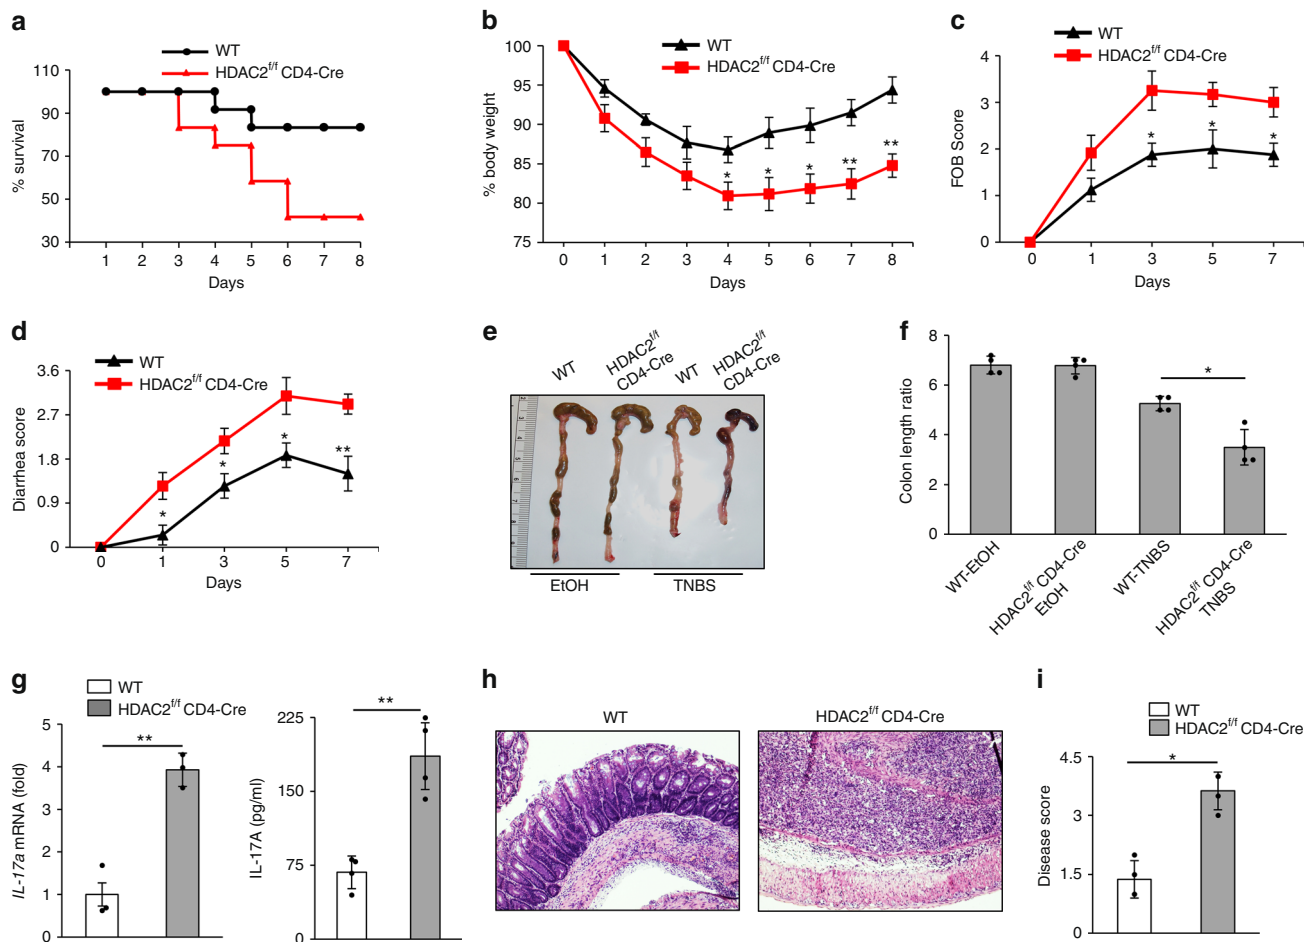 a
WT
HDAC2f/f CD4-Cre
110
90
70
50
30
% survival
1 2 3 4 5 6 7 8
Days
b
WT
HDAC2f/f CD4-Cre
100
95
90
85
80
75
% body weight
* * * ** **
0 1 2 3 4 5 6 7 8
Days
c
WT
HDAC2f/f CD4-Cre
4
3
2
1
0
FOB Score
* * *
0 1 3 5 7
Days
d
WT
HDAC2f/f CD4-Cre
3.6
2.7
1.8
0.9
0
Diarrhea score
* * * **
0 1 3 5 7
Days
e
WT
HDAC2f/f
CD4-Cre
WT
HDAC2f/f
CD4-Cre
EtOH
TNBS
f
8
6
4
2
0
Colon length ratio
*
WT-EtOH
HDAC2f/f CD4-Cre
EtOH
WT-TNBS
HDAC2f/f CD4-Cre
TNBS
g
WT
HDAC2f/f CD4-Cre
5
4
3
2
1
0
IL-17a mRNA (fold)
**
225
150
75
0
IL-17A (pg/ml)
**
h
WT
HDAC2f/f CD4-Cre
i
WT
HDAC2f/f CD4-Cre
4.5
3
1.5
0
Disease score
*